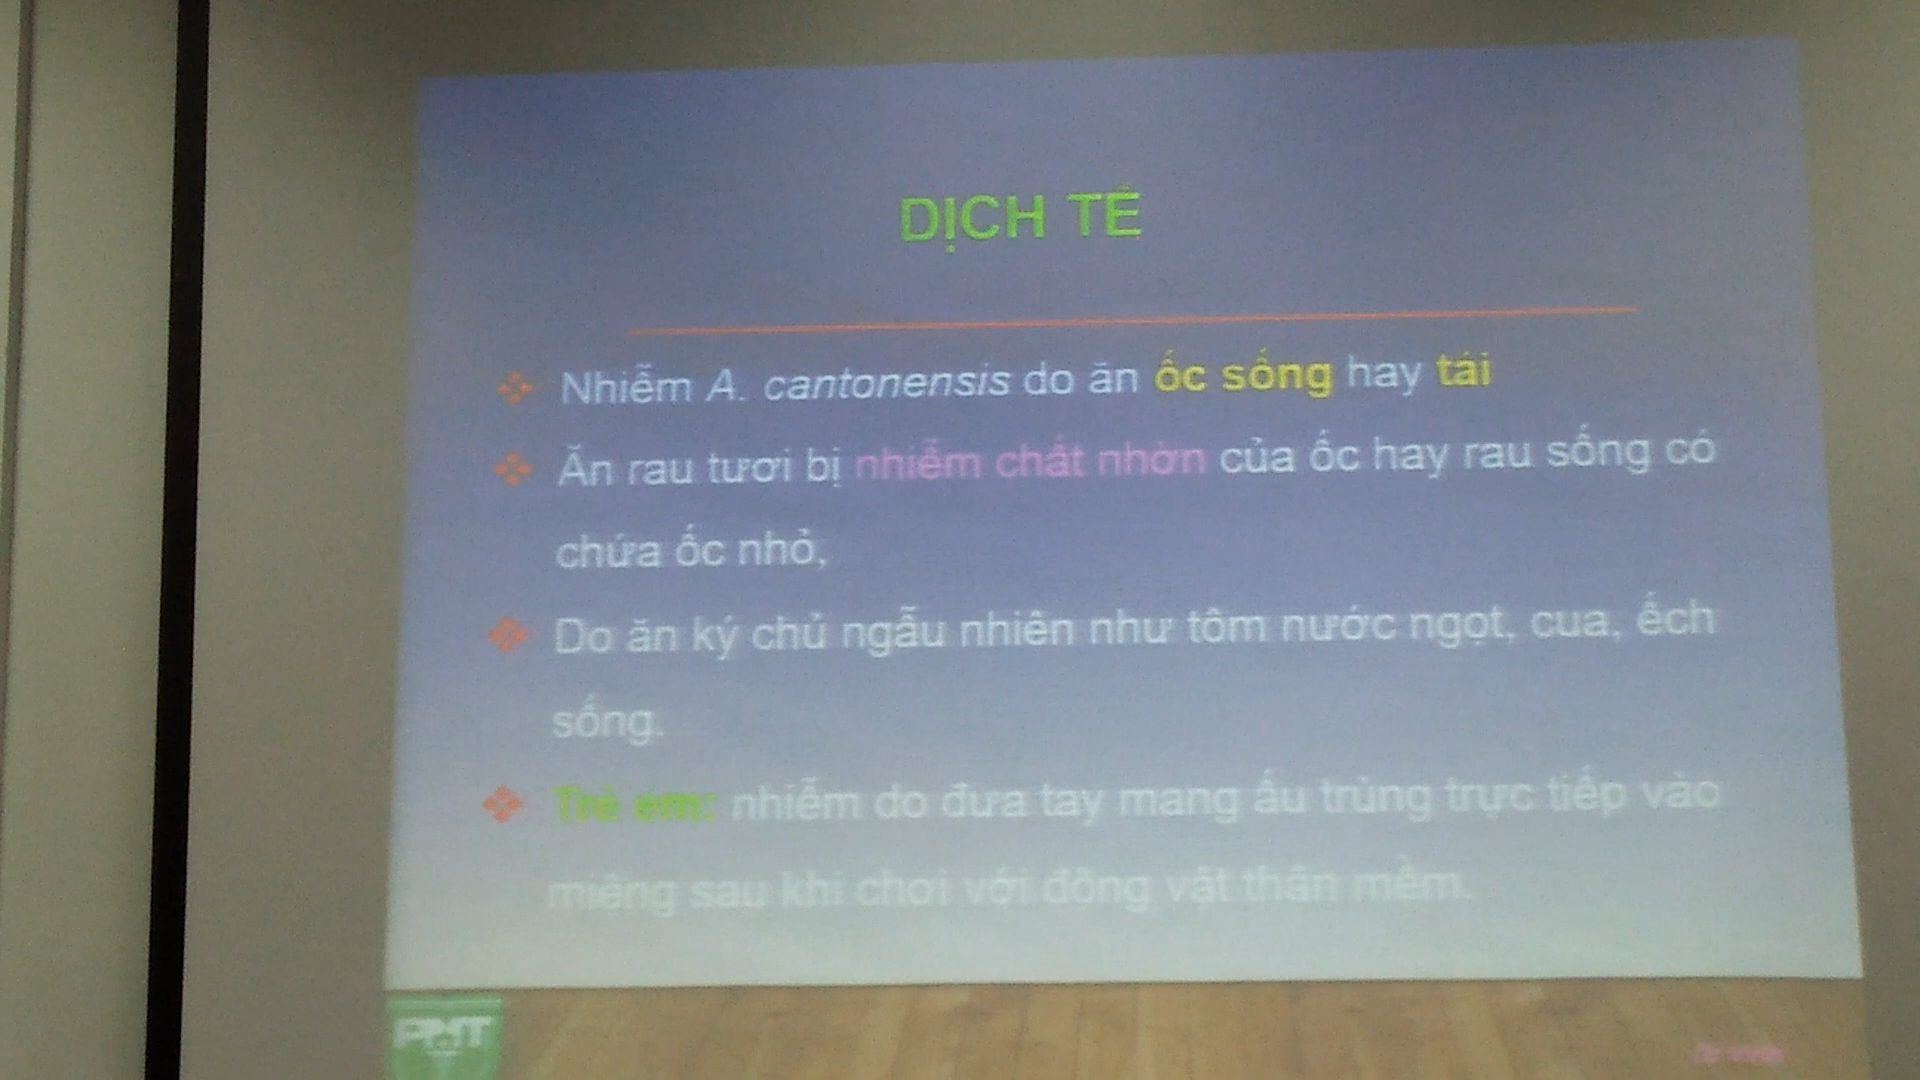 DỊCH TỄ
Nhiễm A. cantonensis do ăn ốc sống hay tái
Ăn rau tươi bị nhiễm chất nhờn của ốc hay rau sống có
chứa ốc nhỏ,
Do ăn ký chủ ngẫu nhiên như tôm nước ngọt, cua, ếch
sống.
Trẻ em: nhiễm do đưa tay mang ấu trùng trực tiếp vào
miệng sau khi chơi với động vật thân mềm.
PNT